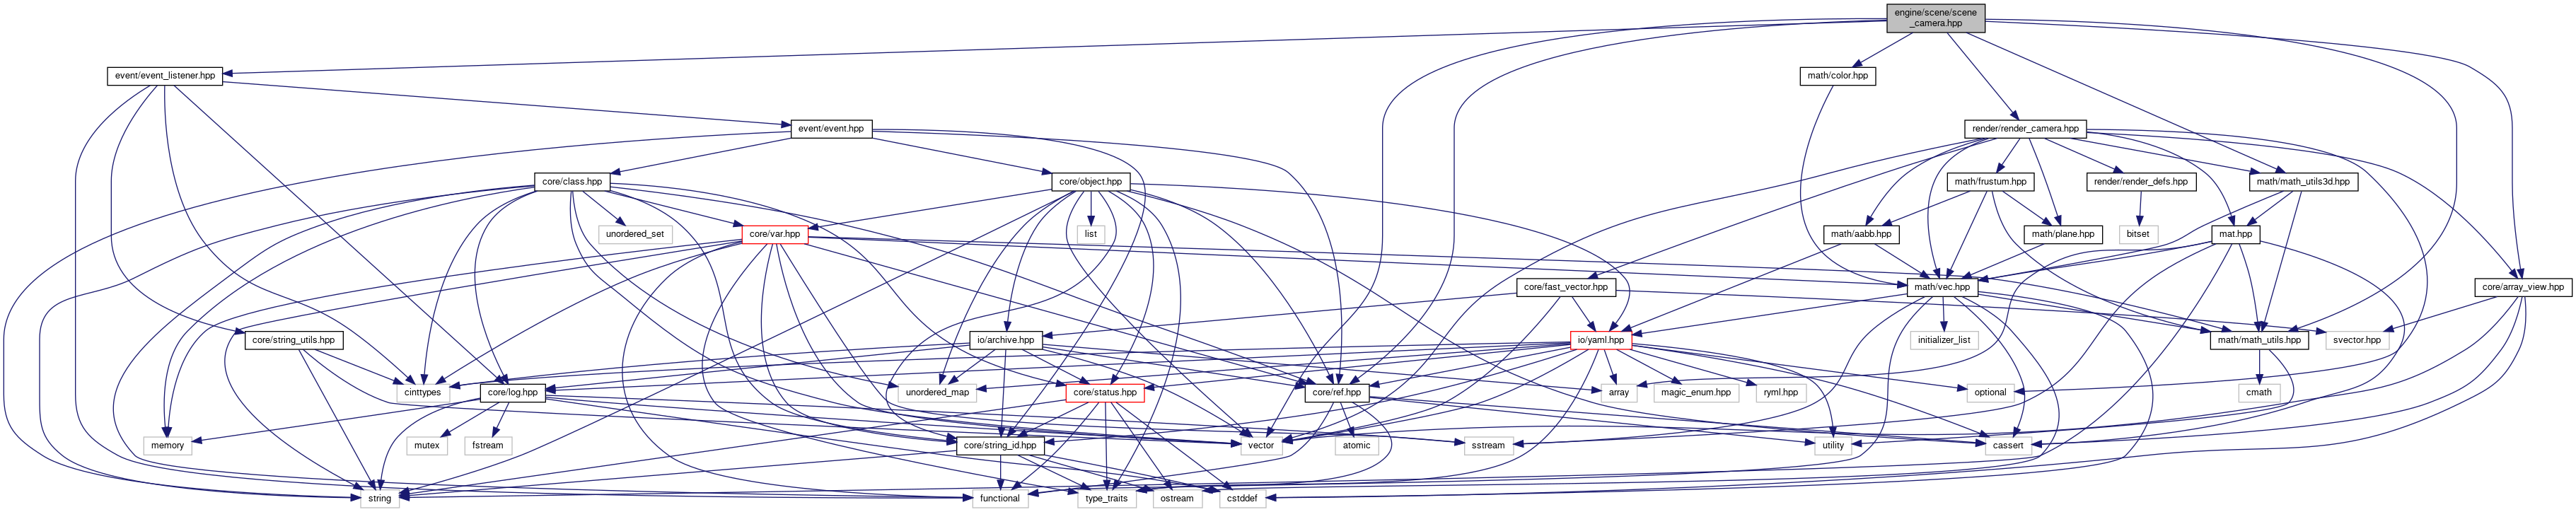 engine/scene/scene
_camera.hpp
event/event_listener.hpp
math/color.hpp
event/event.hpp
render/render_camera.hpp
core/class.hpp
core/object.hpp
math/frustum.hpp
render/render_defs.hpp
math/math_utils3d.hpp
unordered_set
core/var.hpp
list
math/aabb.hpp
math/plane.hpp
bitset
mat.hpp
core/fast_vector.hpp
math/vec.hpp
core/array_view.hpp
core/string_utils.hpp
io/archive.hpp
io/yaml.hpp
initializer_list
math/math_utils.hpp
svector.hpp
cinttypes
core/log.hpp
unordered_map
core/status.hpp
core/ref.hpp
array
magic_enum.hpp
ryml.hpp
optional
cmath
memory
mutex
fstream
core/string_id.hpp
vector
atomic
sstream
utility
cassert
string
functional
type_traits
ostream
cstddef